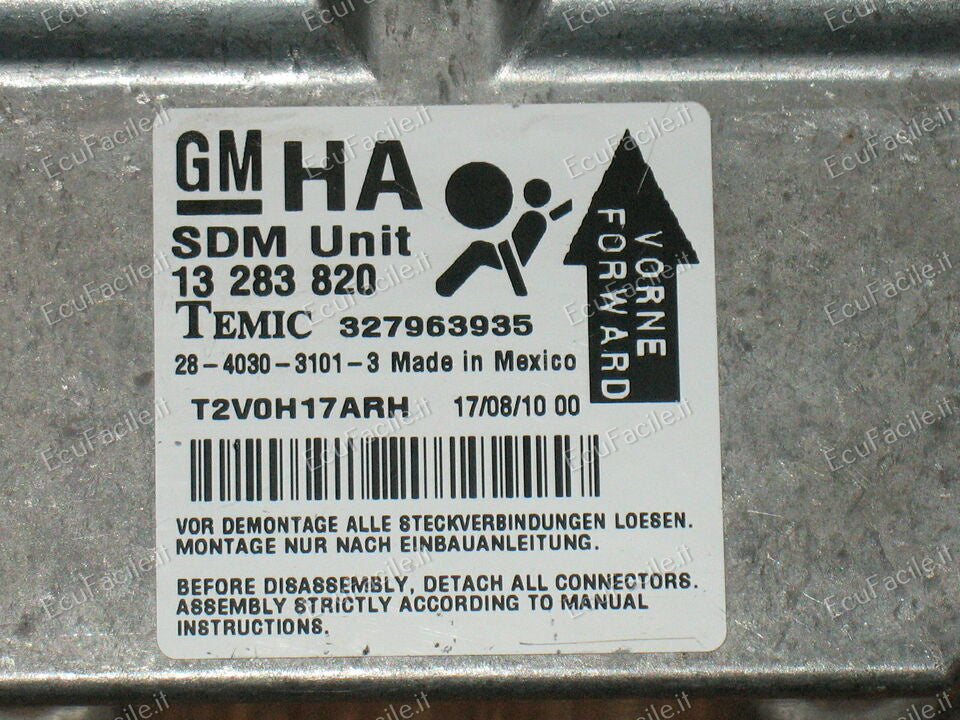 GM HA
SDM Unit
13 283 820
TEMIC 327963935
28-4030-3101-3 Made in Mexico
T2V0H17ARH 17/08/10 00
VORNE
FORWARD
VOR DEMONTAGE ALLE STECKVERBINDUNGEN LOESEN.
MONTAGE NUR NACH EINBAUANLEITUNG.
BEFORE DISASSEMBLY, DETACH ALL CONNECTORS.
ASSEMBLY STRICTLY ACCORDING TO MANUAL
INSTRUCTIONS.
EcuFacile.it